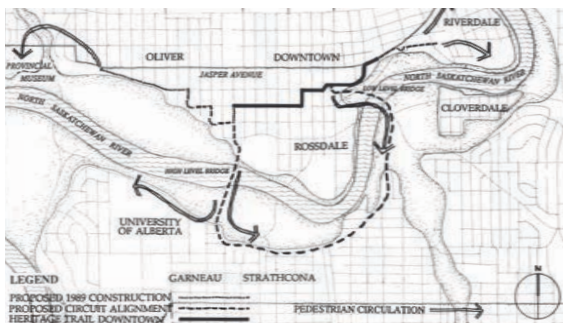 RIVERDALE
OLIVER
DOWNTOWN
PROVINCIAL
MUSEUM
JASPER AVENUE
NORTH SASKATCHEWAN RIVER
LOW LEVEL BRIDGE
CLOVERDALE
NORTH SASKATCHEWAN RIVER
ROSSDALE
HIGH LEVEL BRIDGE
UNIVERSITY
OF ALBERTA
LEGEND
GARNEAU STRATHCONA
N
PROPOSED 1989 CONSTRUCTION
PROPOSED CIRCUIT ALIGNMENT
PEDESTRIAN CIRCULATION
HERITAGE TRAIL DOWNTOWN